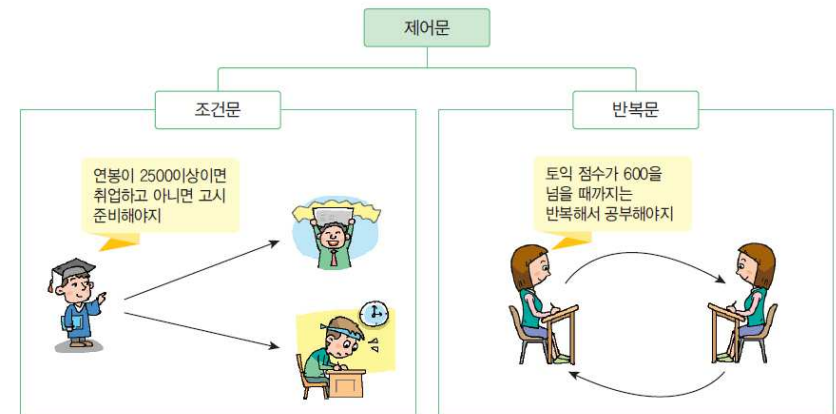 제어문
조건문
반복문
연봉이 2500이상이면
취업하고 아니면 고시
준비해야지
토익 점수가 600을
넘을 때까지는
반복해서 공부해야지